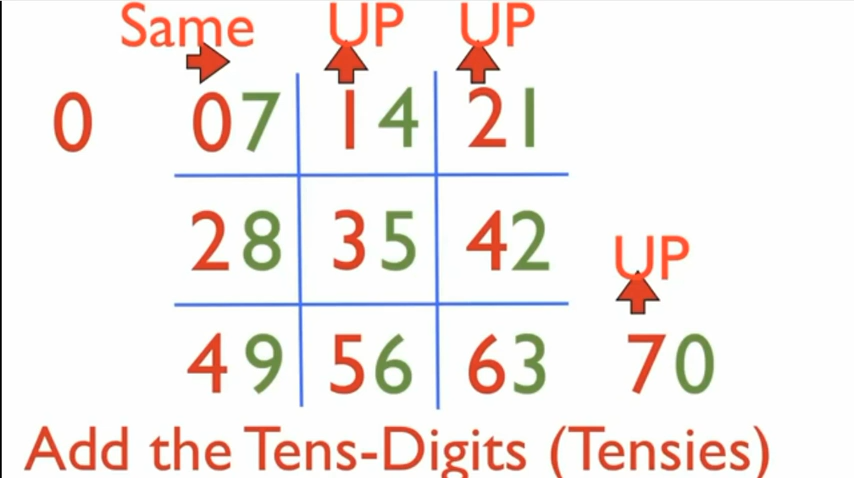 Same UP UP
0 07 14 21
28 35 42
UP
49 56 63 70
Add the Tens-Digits (Tensies)